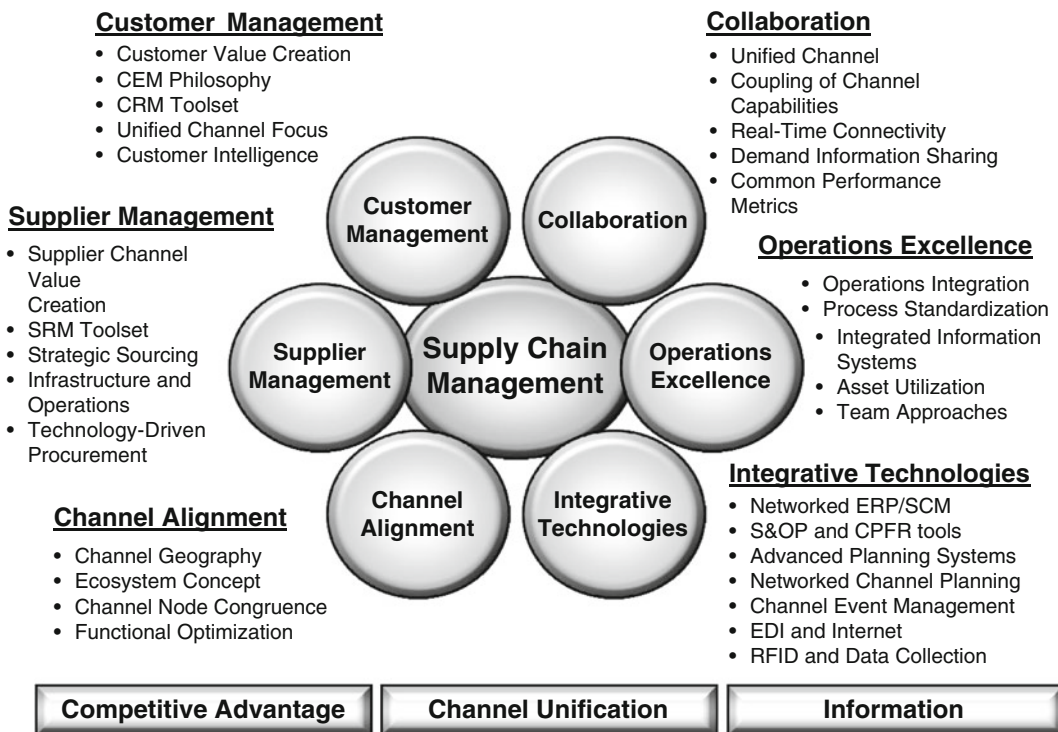 Customer Management
• Customer Value Creation
• CEM Philosophy
• CRM Toolset
• Unified Channel Focus
• Customer Intelligence
Collaboration
• Unified Channel
• Coupling of Channel
Capabilities
• Real-Time Connectivity
• Demand Information Sharing
• Common Performance
Metrics
Supplier Management
• Supplier Channel
Value
Creation
• SRM Toolset
• Strategic Sourcing
• Infrastructure and
Operations
• Technology-Driven
Procurement
Customer
Management
Collaboration
Supplier
Management
Supply Chain
Management
Operations
Excellence
Channel
Alignment
Integrative
Technologies
Operations Excellence
• Operations Integration
• Process Standardization
• Integrated Information
Systems
• Asset Utilization
• Team Approaches
Channel Alignment
• Channel Geography
• Ecosystem Concept
• Channel Node Congruence
• Functional Optimization
Integrative Technologies
• Networked ERP/SCM
• S&OP and CPFR tools
• Advanced Planning Systems
• Networked Channel Planning
• Channel Event Management
• EDI and Internet
• RFID and Data Collection
Competitive Advantage
Channel Unification
Information